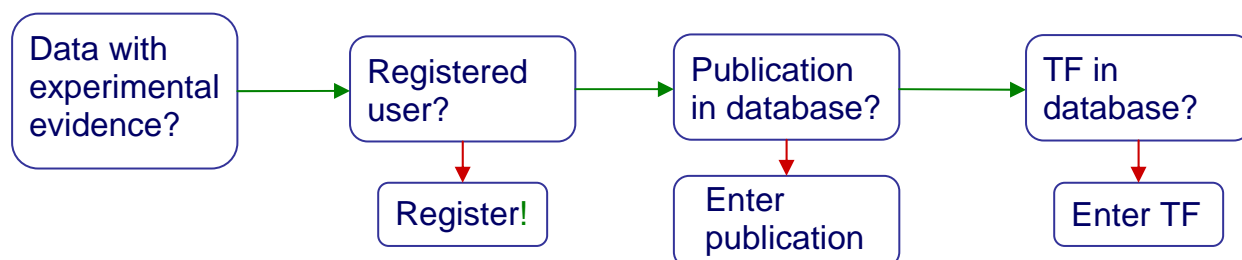 Data with
experimental
evidence?
Registered
user?
Publication
in database?
TF in
database?
Register!
Enter
publication
Enter TF